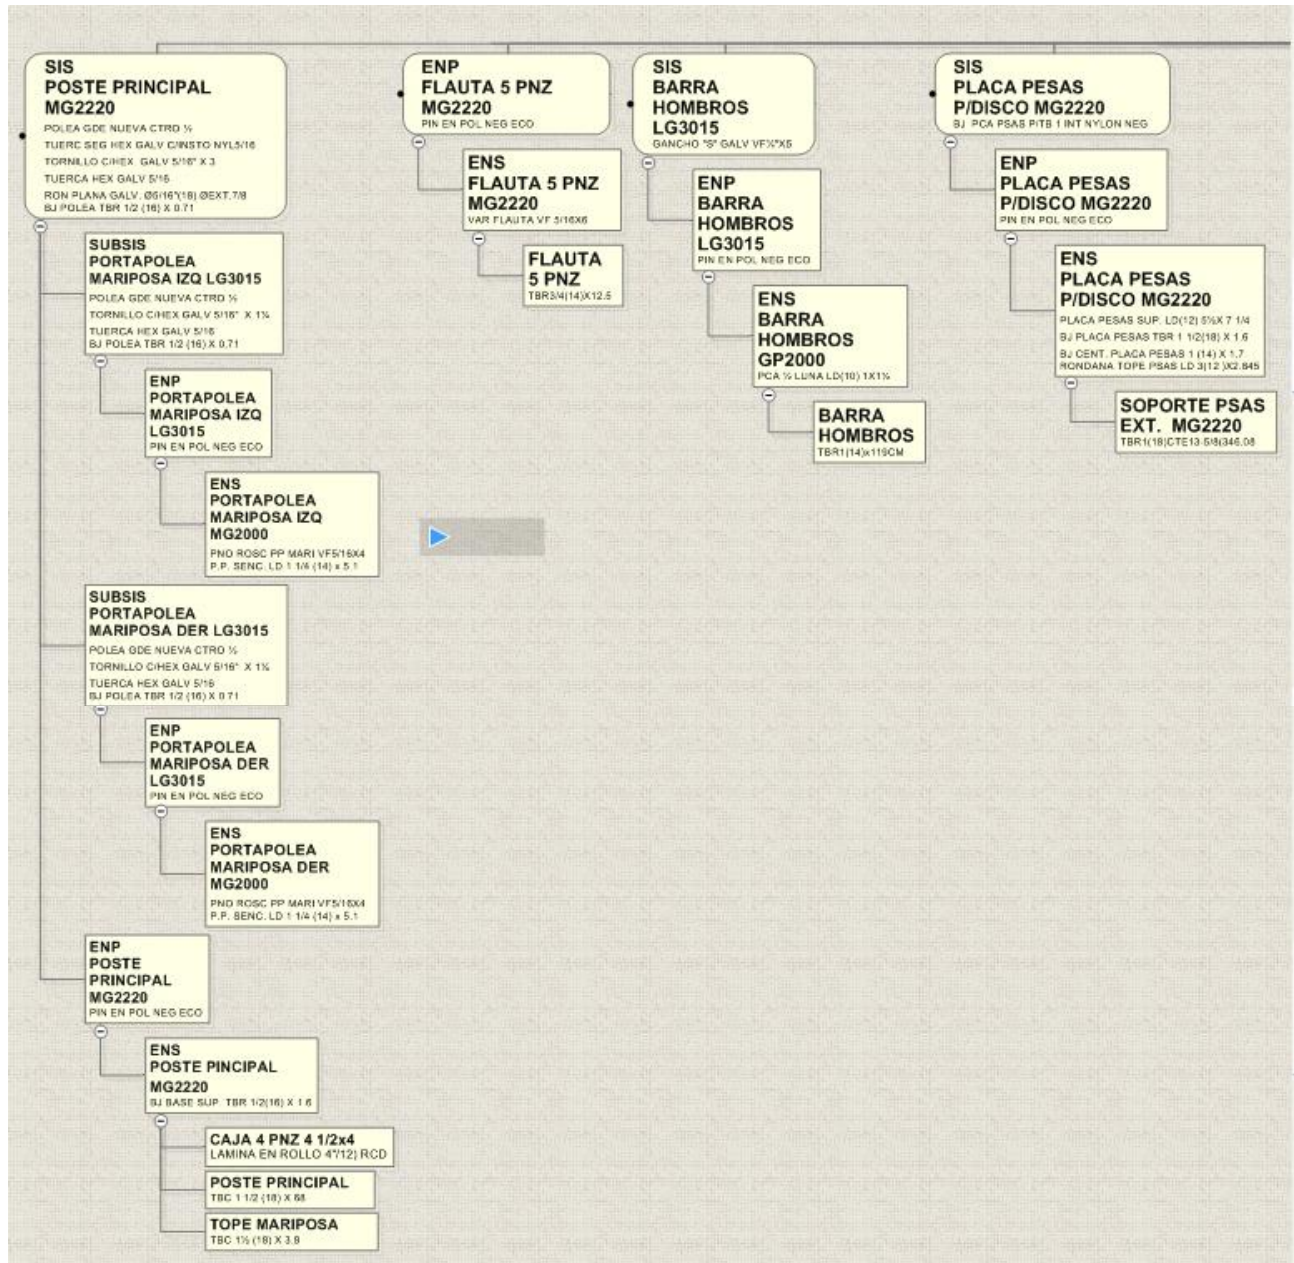 SIS
POSTE PRINCIPAL
MG2220
POLEA GDE NUEVA CTRO ½
TUERC SEG HEX GALV C/INSTO NYL5/16
TORNILLO C/HEX GALV 5/16" X 3
TUERCA HEX GALV 5/16
RON PLANA GALV. Ø5/16"(18) ØEXT.7/8
BJ POLEA TBR 1/2 (16) X 0.71
SUBSIS
PORTAPOLEA
MARIPOSA IZQ LG3015
POLEA GDE NUEVA CTRO ½
TORNILLO C/HEX GALV 5/16" X 1¾
TUERCA HEX GALV 5/16
BJ POLEA TBR 1/2 (16) X 0.71
ENP
PORTAPOLEA
MARIPOSA IZQ
LG3015
PIN EN POL NEG ECO
ENS
PORTAPOLEA
MARIPOSA IZQ
MG2000
PNO ROSC PP MARI VF5/16X4
P.P. SENC. LD 1 1/4 (14) x 5.1
SUBSIS
PORTAPOLEA
MARIPOSA DER LG3015
POLEA GDE NUEVA CTRO ½
TORNILLO C/HEX GALV 5/16" X 1¾
TUERCA HEX GALV 5/16
BJ POLEA TBR 1/2 (16) X 0.71
ENP
PORTAPOLEA
MARIPOSA DER
LG3015
PIN EN POL NEG ECO
ENS
PORTAPOLEA
MARIPOSA DER
MG2000
PNO ROSC PP MARI VF5/16X4
P.P. SENC. LD 1 1/4 (14) x 5.1
ENP
POSTE
PRINCIPAL
MG2220
PIN EN POL NEG ECO
ENS
POSTE PINCIPAL
MG2220
BJ BASE SUP. TBR 1/2(16) X 1.6
CAJA 4 PNZ 4 1/2x4
LAMINA EN ROLLO 4"/12) RCD
POSTE PRINCIPAL
TBC 1 1/2 (18) X 68
TOPE MARIPOSA
TBC 1½ (18) X 3.9
ENP
FLAUTA 5 PNZ
MG2220
PIN EN POL NEG ECO
ENS
FLAUTA 5 PNZ
MG2220
VAR FLAUTA VF 5/16X6
FLAUTA
5 PNZ
TBR3/4(14)X12.5
SIS
BARRA
HOMBROS
LG3015
GANCHO "S" GALV
ENP
BARRA
HOMBROS
LG3015
PIN EN POL NEG ECO
ENS
BARRA
HOMBROS
GP2000
PCA ½ LUNA LD(10) 1X1½
BARRA
HOMBROS
TBR1(14)x119CM
SIS
PLACA PESAS
P/DISCO MG2220
BJ PCA PSAS P/TB 1 INT NYLON NEG
ENP
PLACA PESAS
P/DISCO MG2220
PIN EN POL NEG ECO
ENS
PLACA PESAS
P/DISCO MG2220
PLACA PESAS SUP. LD(12) 5½X 7 1/4
BJ PLACA PESAS TBR 1 1/2(18) X 1.6
BJ CENT. PLACA PESAS 1 (14) X 1.7
RONDANA TOPE PSAS LD 3(12 )X2.845
SOPORTE PSAS
EXT. MG2220
TBR1(18)CTE13-5/8(346.08